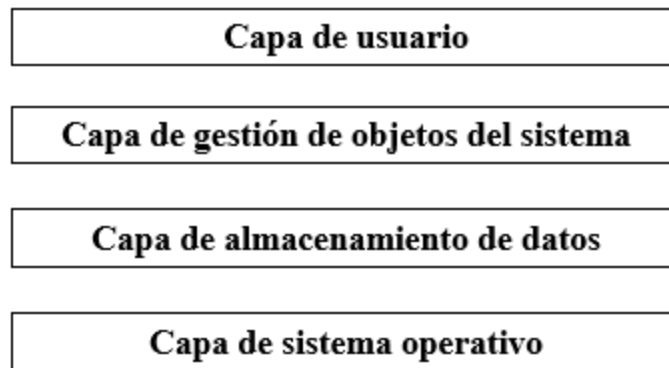 Capa de usuario
Capa de gestión de objetos del sistema
Capa de almacenamiento de datos
Capa de sistema operativo